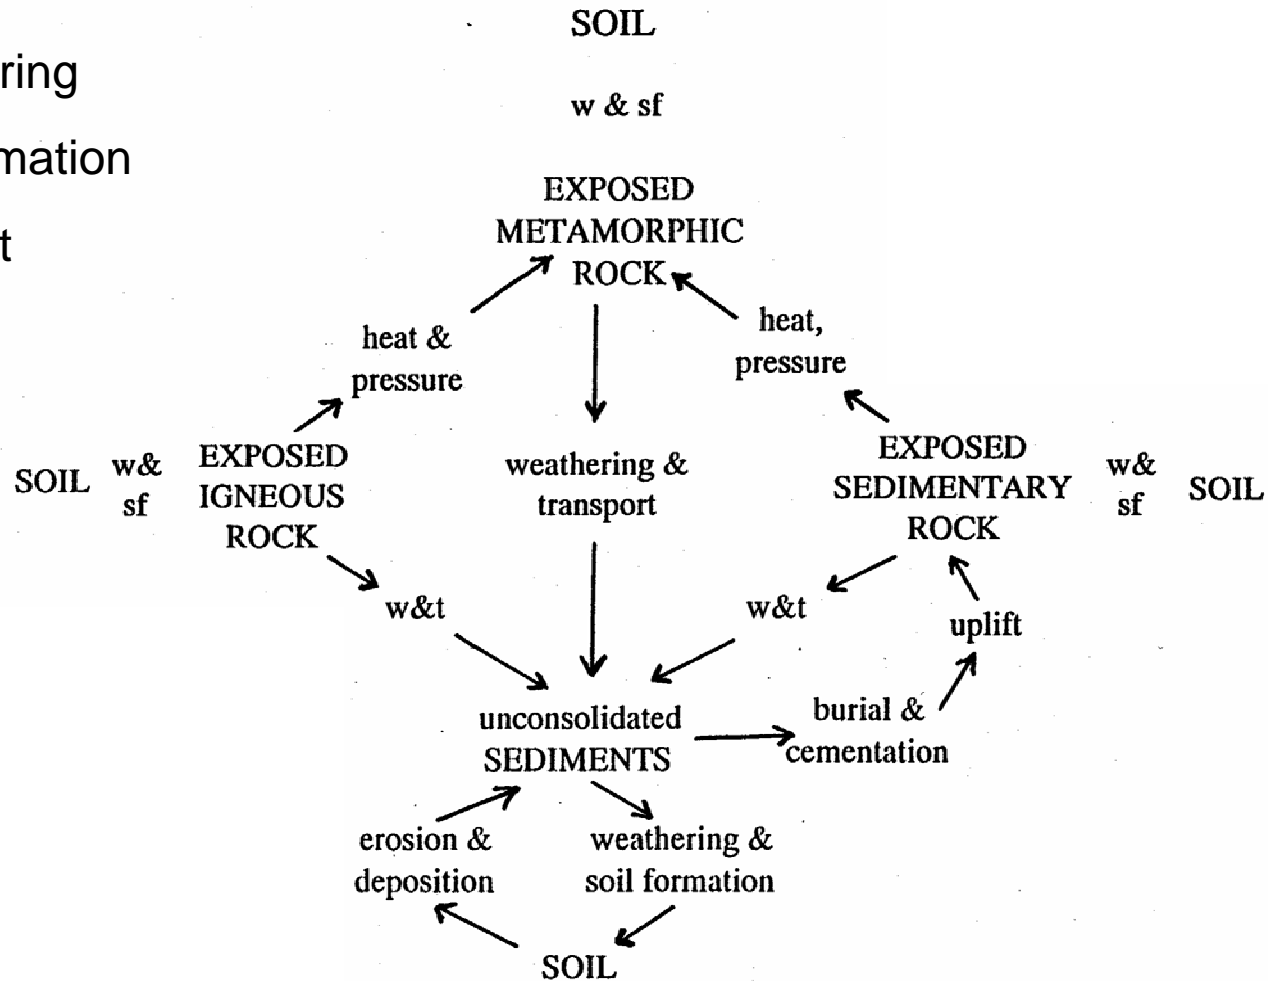 ring
mation
t
SOIL
w & sf
EXPOSED
METAMORPHIC
ROCK
heat &
pressure
heat,
pressure
SOIL
w&
sf
EXPOSED
IGNEOUS
ROCK
weathering &
transport
EXPOSED
SEDIMENTARY
ROCK
w&
sf
SOIL
w&t
w&t
uplift
unconsolidated
SEDIMENTS
burial &
cementation
erosion &
deposition
weathering &
soil formation
SOIL